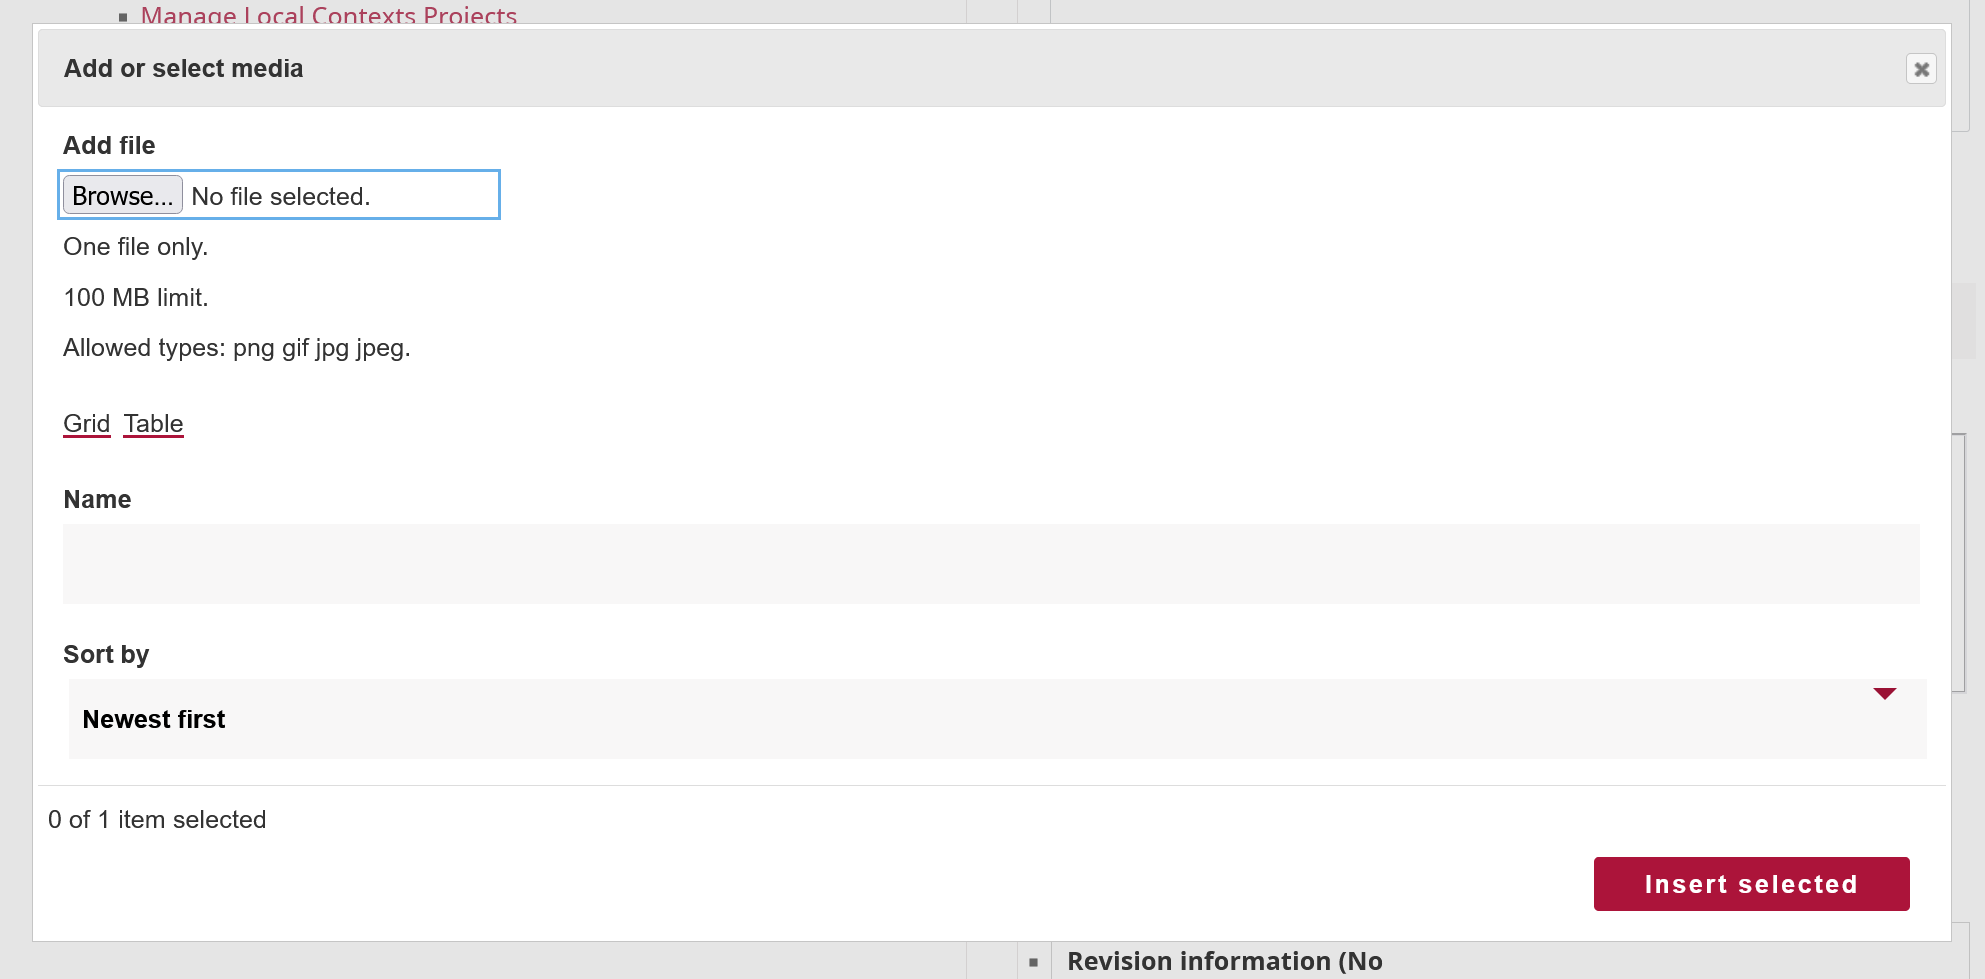 Manage Local Contexts Projects
Add or select media
Add file
Browse... No file selected.
One file only.
100 MB limit.
Allowed types: png gif jpg jpeg.
Grid Table
Name
Sort by
Newest first
0 of 1 item selected
Insert selected
Revision information (No